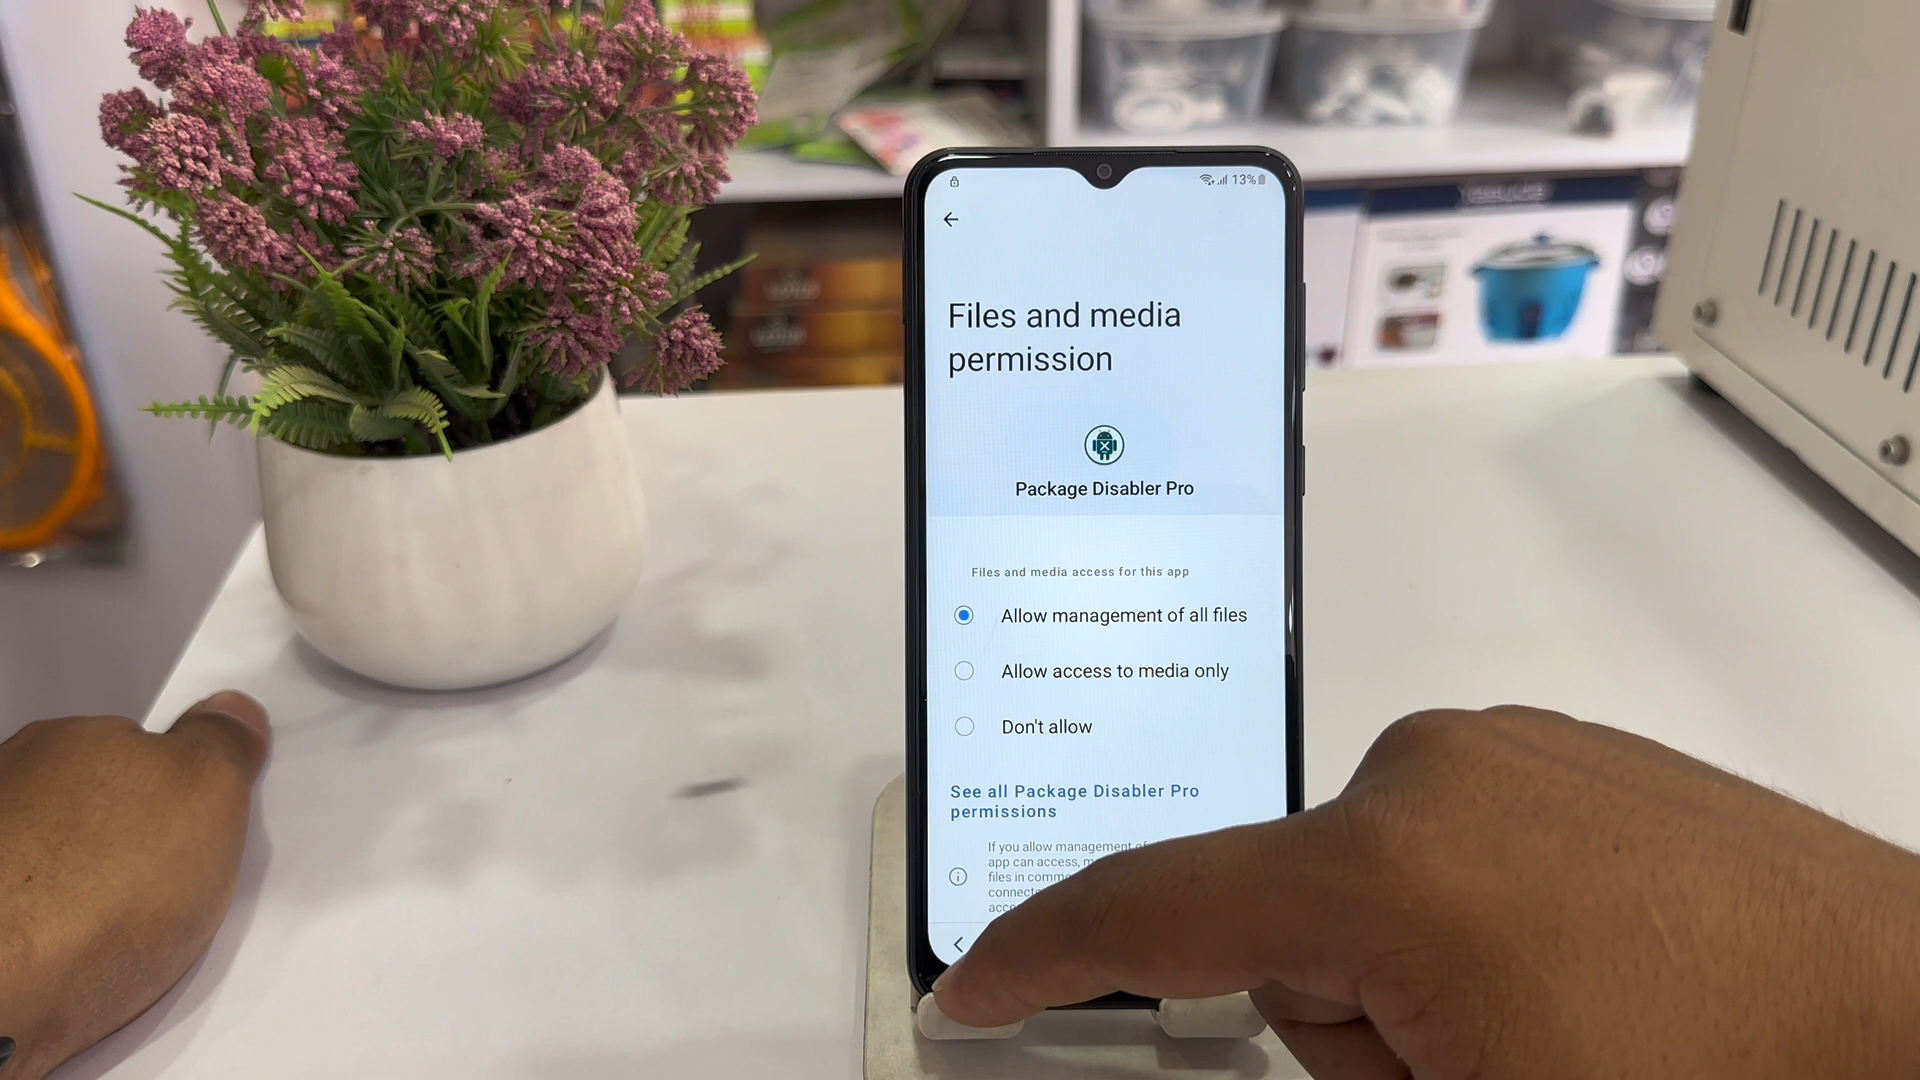 13%
Files and media
permission
Package Disabler Pro
Files and media access for this app
Allow management of all files
Allow access to media only
Don't allow
See all Package Disabler Pro
permissions
If you allow management
app can access,
files in